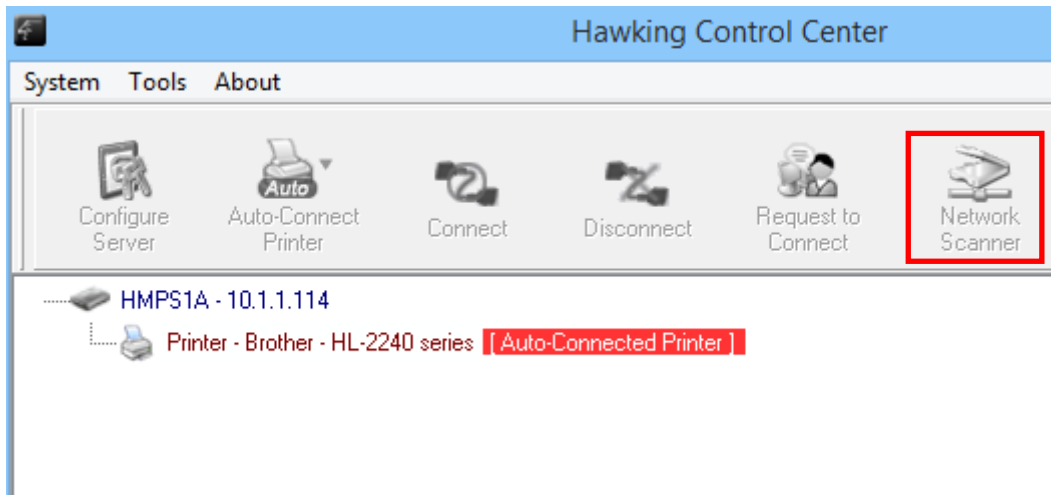 Hawking Control Center
System Tools About
Configure Server
Auto
Auto-Connect Printer
Connect
Disconnect
Request to Connect
Network Scanner
HMPS1A - 10.1.1.114
Printer - Brother - HL-2240 series [ Auto-Connected Printer ]